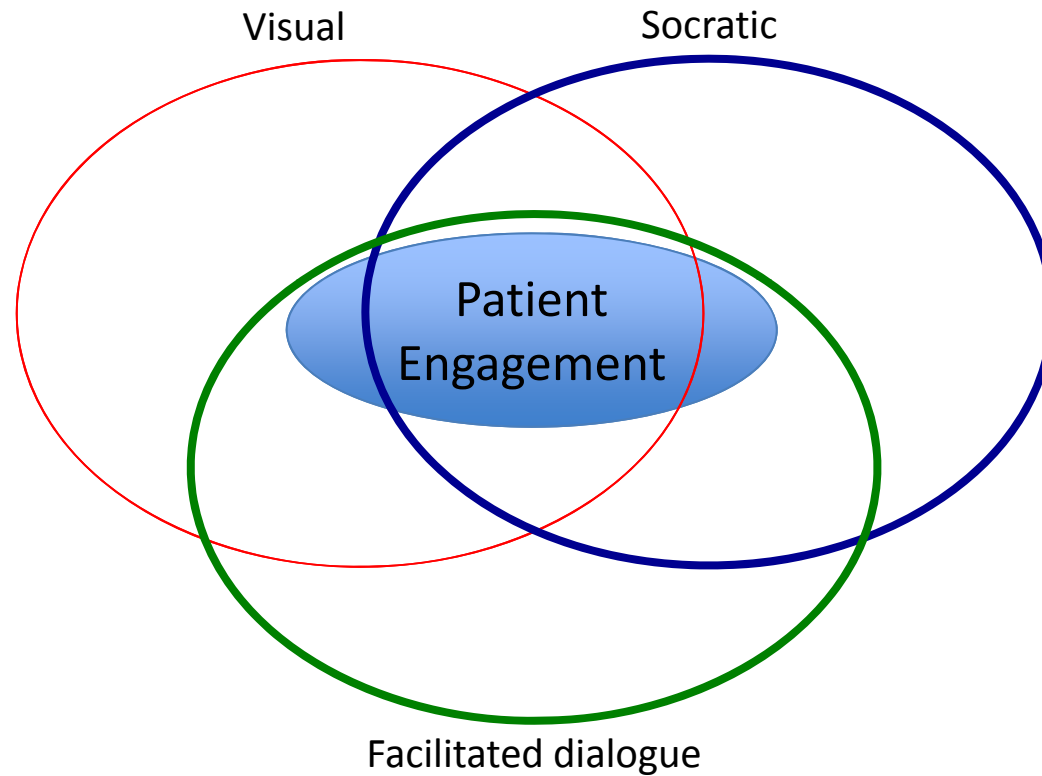 Visual
Socratic
Patient
Engagement
Facilitated dialogue